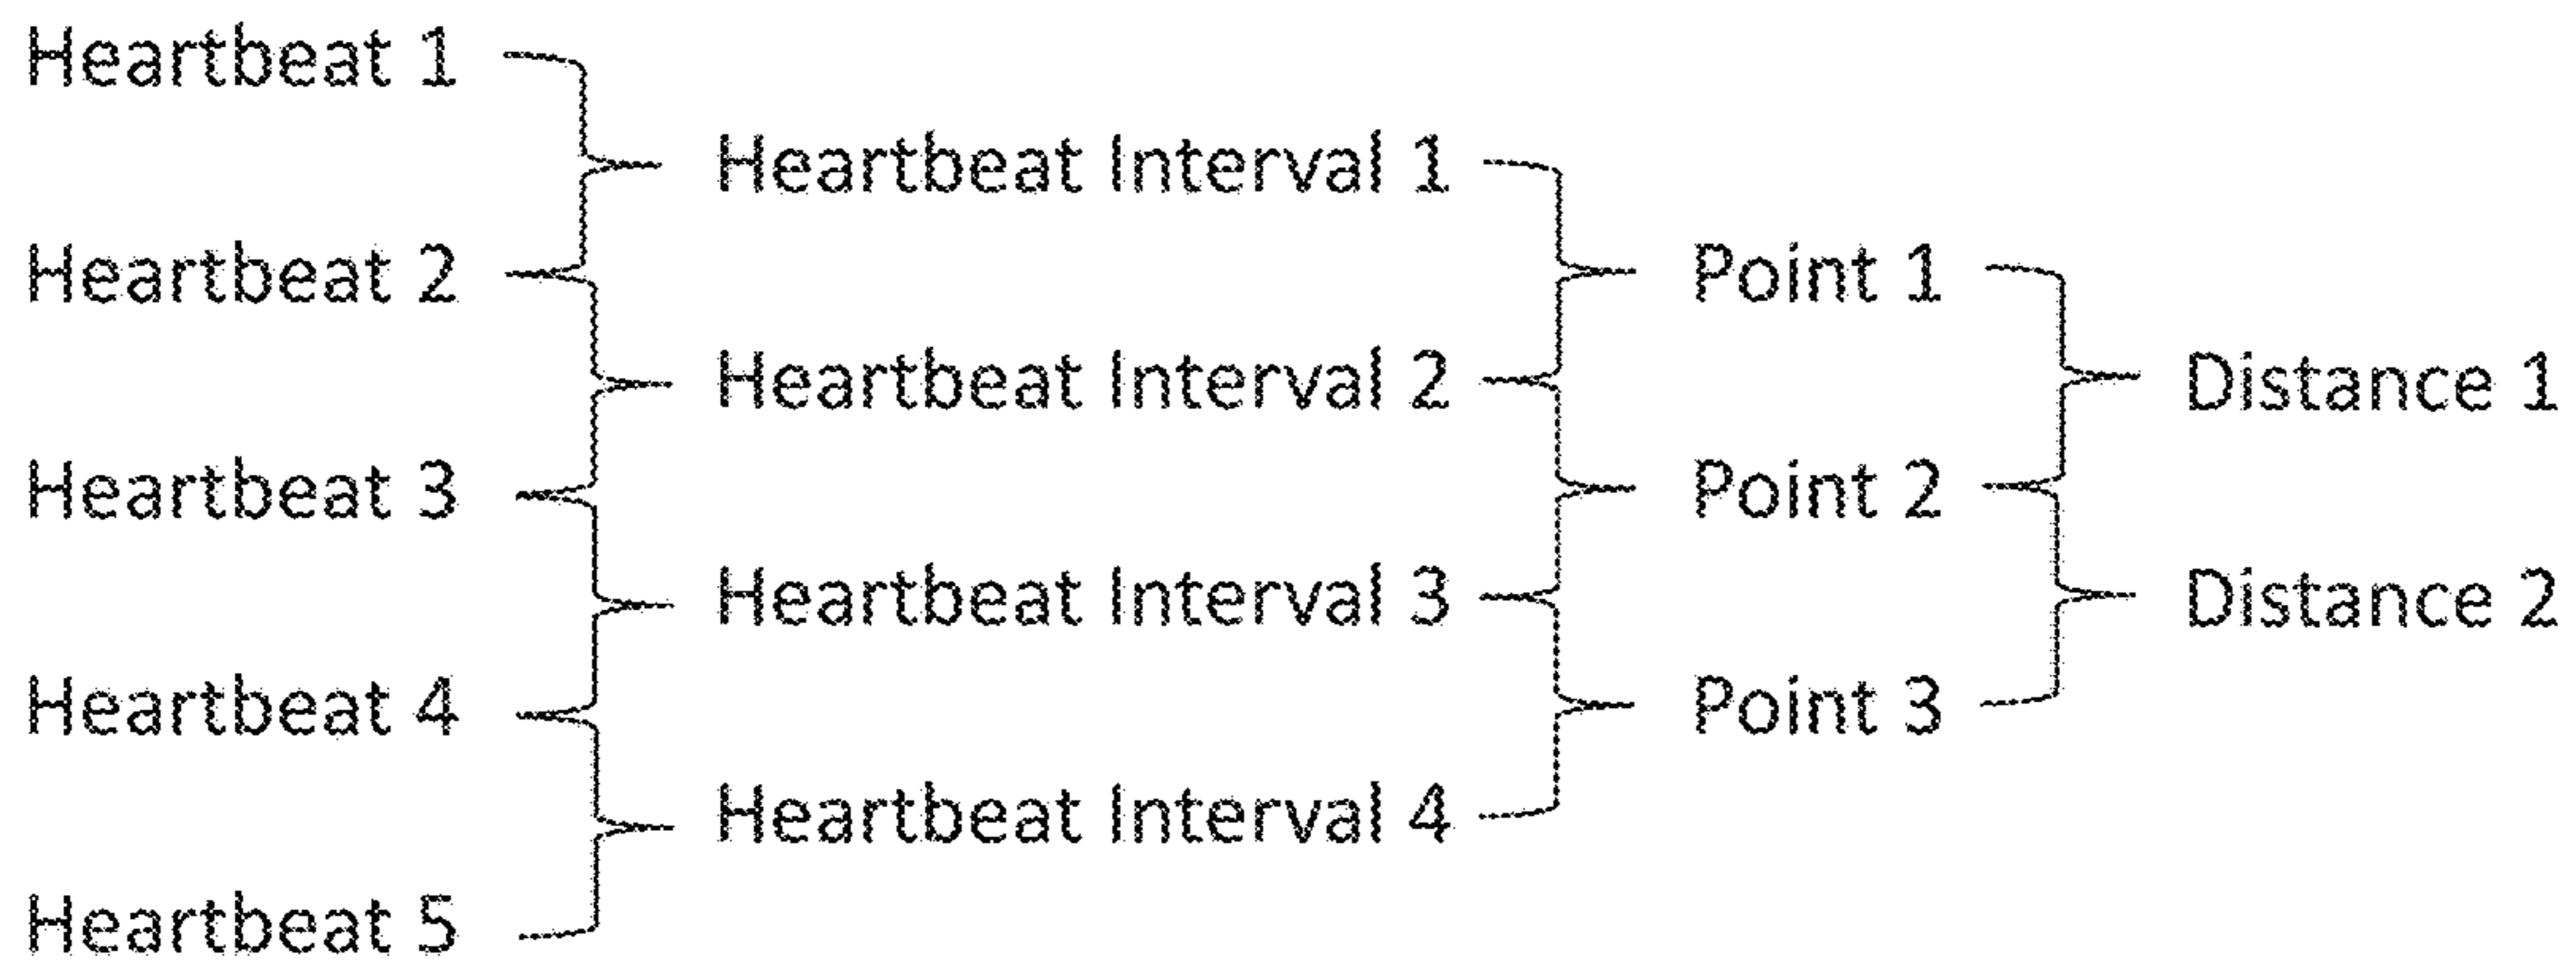 Heartbeat 1
Heartbeat 2
Heartbeat 3
Heartbeat 4
Heartbeat 5
Heartbeat Interval 1
Heartbeat Interval 2
Heartbeat Interval 3
Heartbeat Interval 4
Point 1
Point 2
Point 3
Distance 1
Distance 2